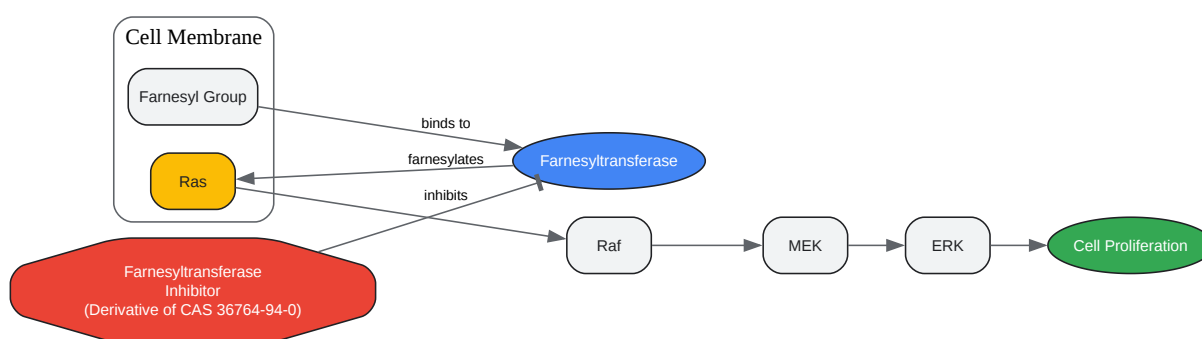 Cell Membrane
Farnesyl Group
binds to
Farnesyltransferase
farnesylates
Ras
inhibits
Raf
MEK
ERK
Cell Proliferation
Farnesyltransferase
Inhibitor
(Derivative of CAS 36764-94-0)